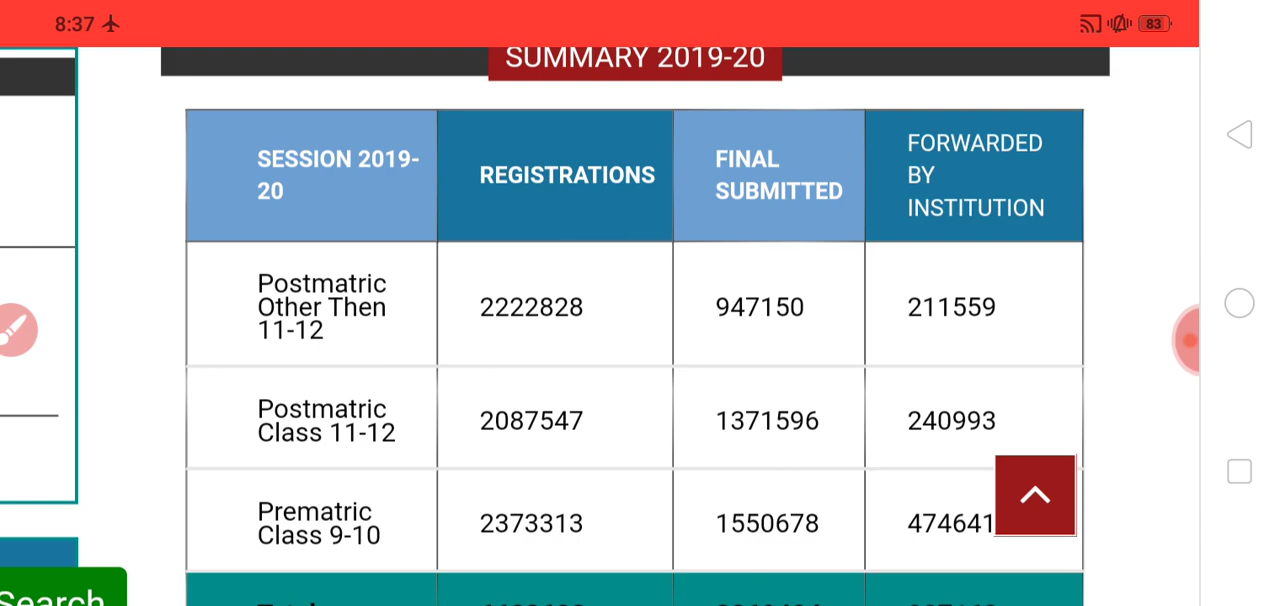 8:37
83
SUMMARY 2019-20
SESSION 2019-
20
REGISTRATIONS
FINAL
SUBMITTED
FORWARDED
BY
INSTITUTION
Postmatric
Other Then
11-12
2222828
947150
211559
Postmatric
Class 11-12
2087547
1371596
240993
Prematric
Class 9-10
2373313
1550678
474641
Search